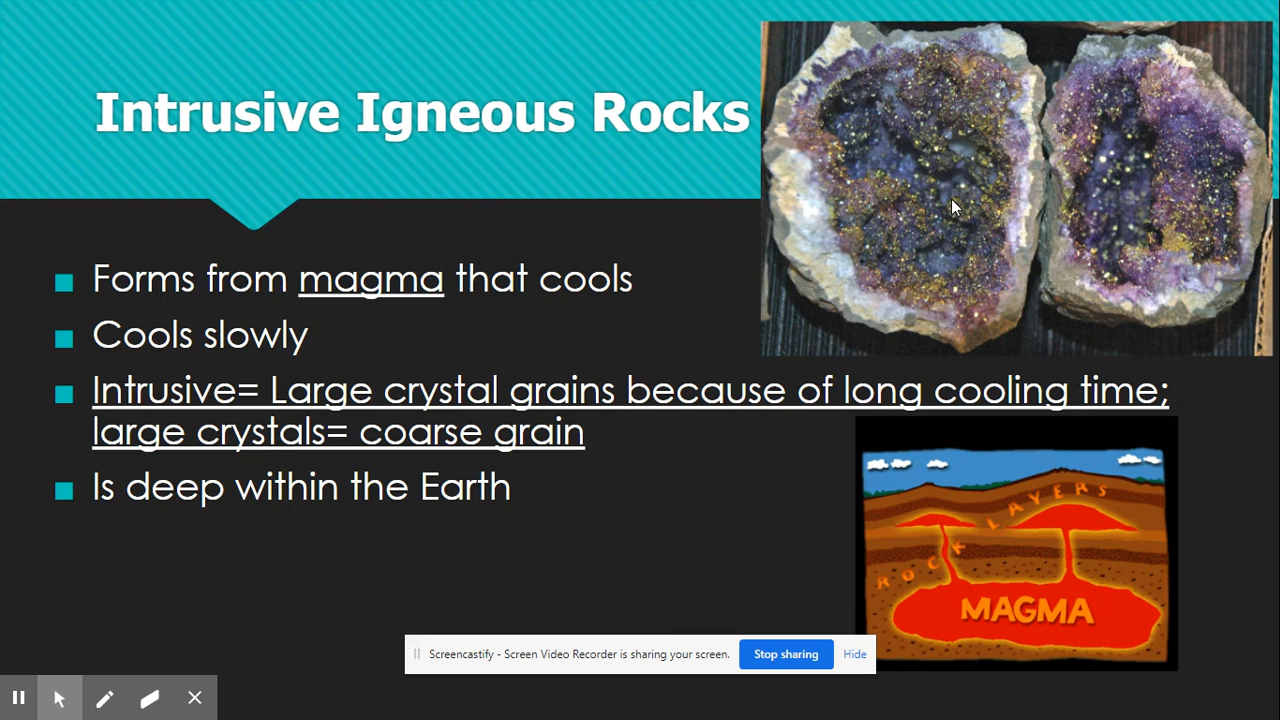 Intrusive Igneous Rocks
Forms from magma that cools
Cools slowly
Intrusive= Large crystal grains because of long cooling time;
large crystals= coarse grain
Is deep within the Earth
ROCK LAYERS
MAGMA
Screencastify - Screen Video Recorder is sharing your screen. Stop sharing Hide